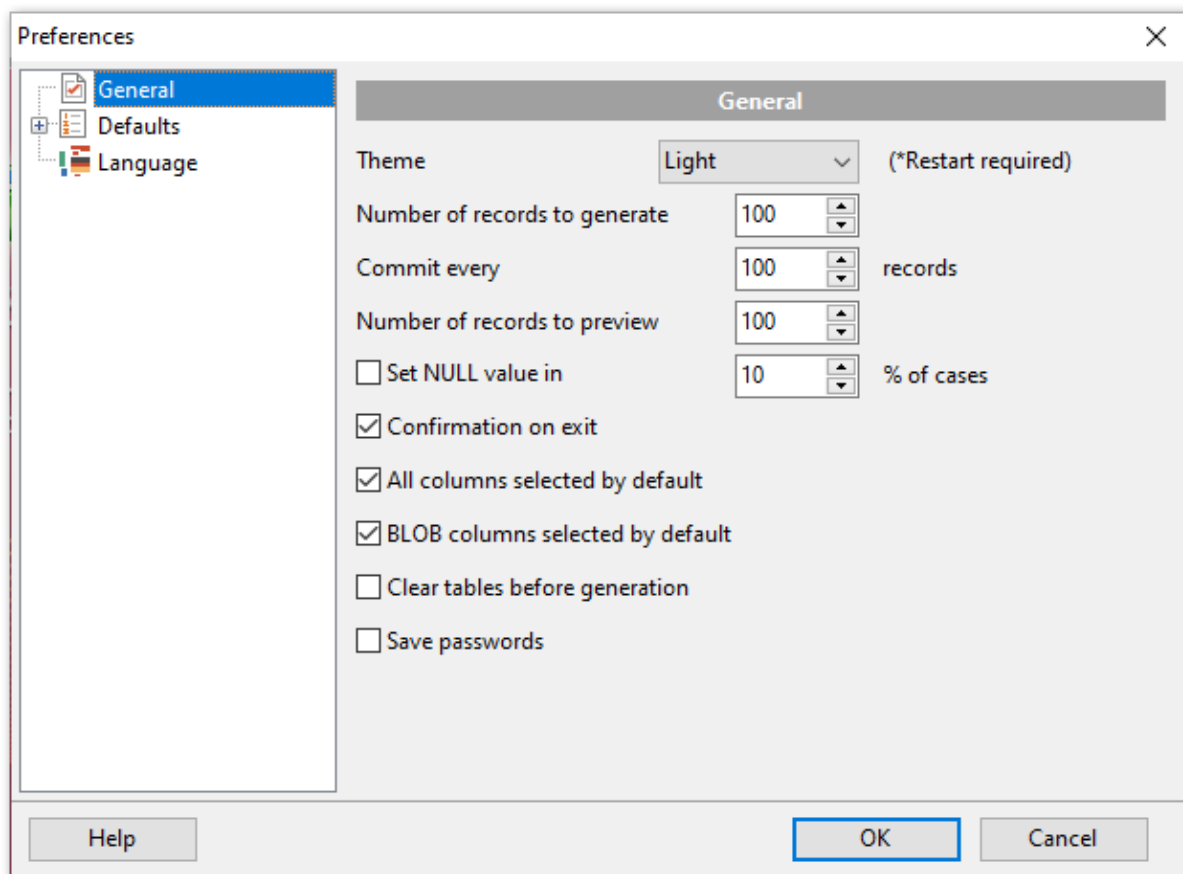 Preferences
General
Defaults
Language
General
Theme Light (*Restart required)
Number of records to generate 100
Commit every 100 records
Number of records to preview 100
Set NULL value in 10 % of cases
Confirmation on exit
All columns selected by default
BLOB columns selected by default
Clear tables before generation
Save passwords
Help OK Cancel